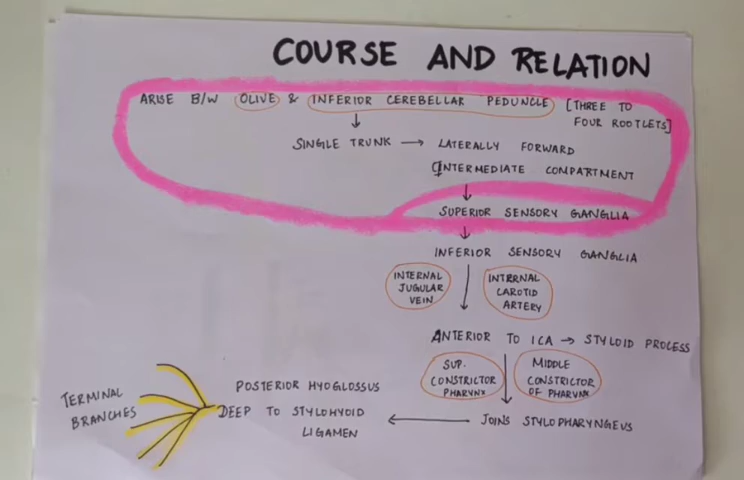 COURSE AND RELATION
ARISE B/W OLIVE & INFERIOR CEREBELLAR PEDUNCLE [THREE TO
FOUR ROOTLETS]
SINGLE TRUNK → LATERALLY FORWARD
(INTERMEDIATE COMPARTMENT
SUPERIOR SENSORY GANGLIA
INFERIOR SENSORY GANGLIA
INTERNAL
JUGULAR
VEIN
INTERNAL
CAROTID
ARTERY
ANTERIOR TO ICA → STYLOID PROCESS
SUP.
CONSTRICTOR
PHARYNX
MIDDLE
CONSTRICTOR
OF PHARYNX
JOINS STYLOPHARYNGEUS
POSTERIOR HYOGLOSSUS
DEEP TO STYLOHYOID
LIGAMEN
TERMINAL
BRANCHES